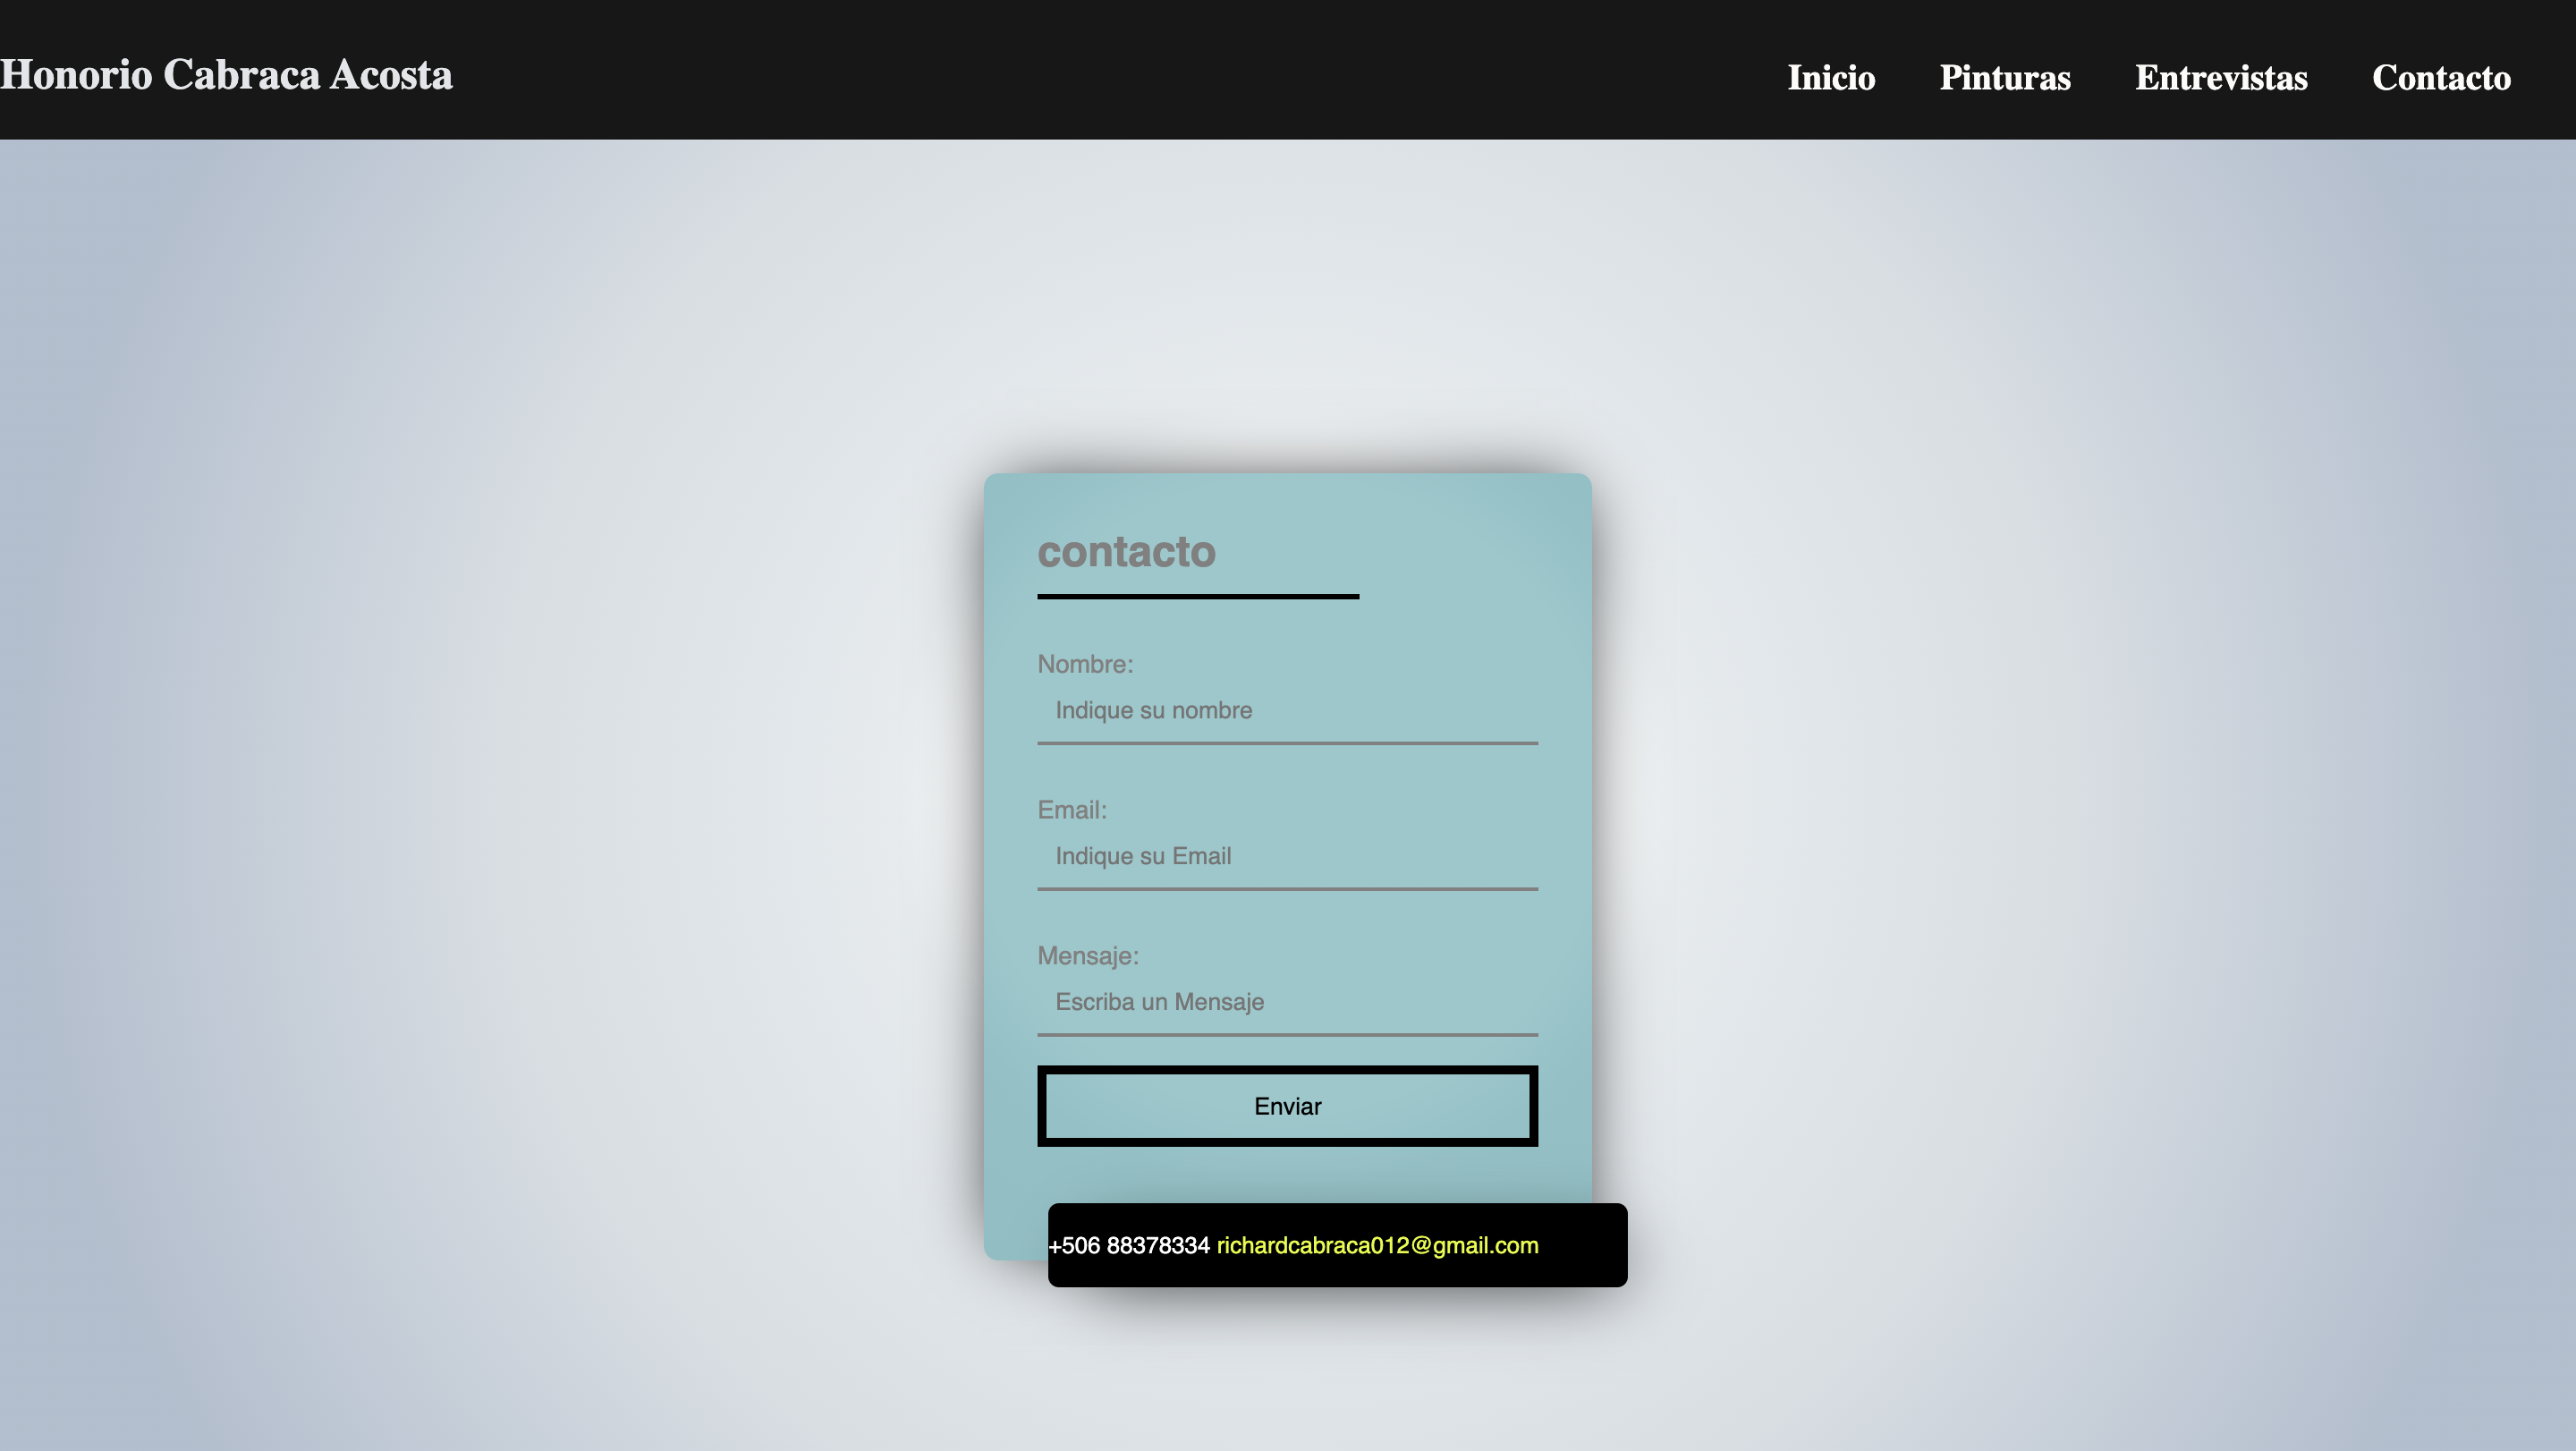 Honorio Cabraca Acosta
Inicio Pinturas Entrevistas Contacto
contacto
Nombre:
Indique su nombre
Email:
Indique su Email
Mensaje:
Escriba un Mensaje
Enviar
+506 88378334 richardcabraca012@gmail.com